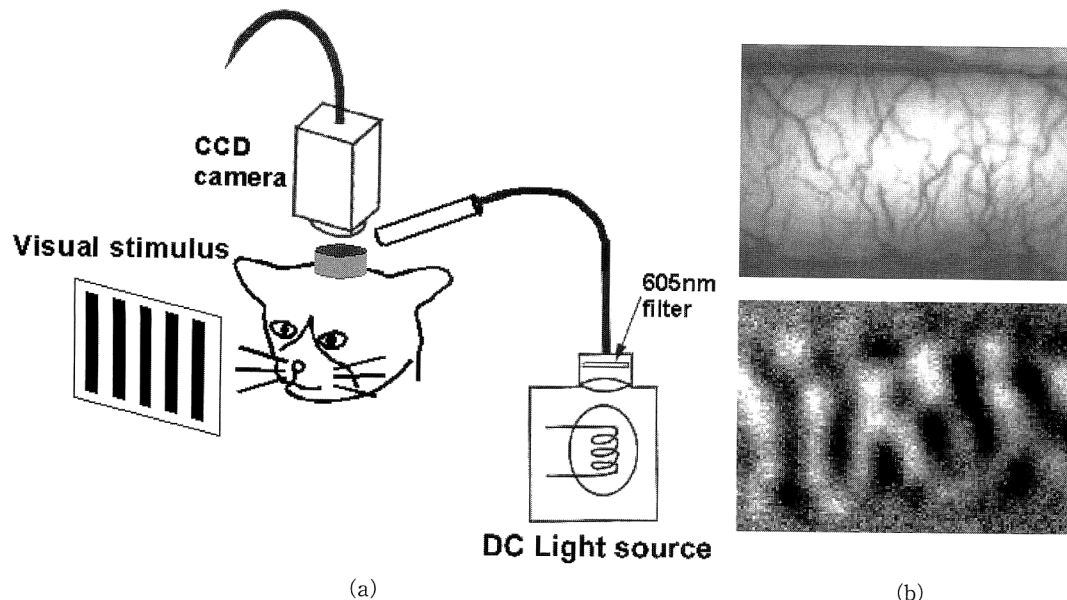 CCD
camera
Visual stimulus
605nm
filter
DC Light source
(a)
(b)